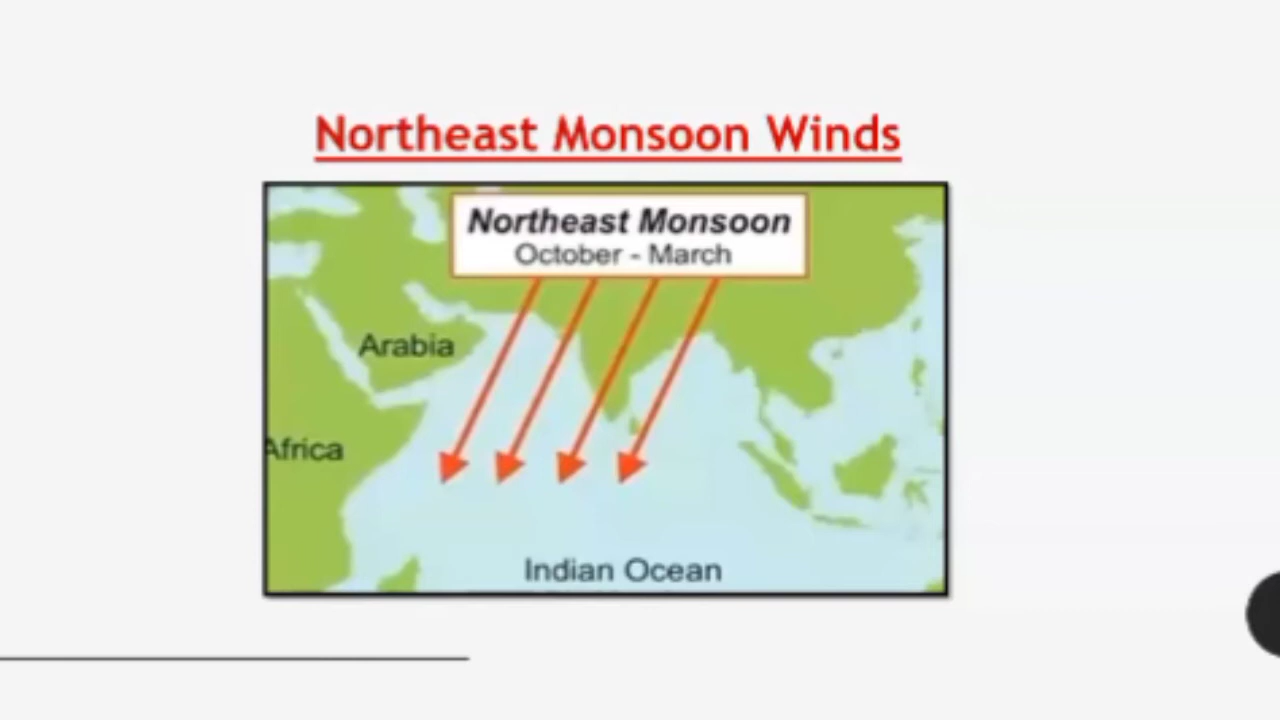 Northeast Monsoon Winds
Northeast Monsoon
October - March
Arabia
Africa
Indian Ocean